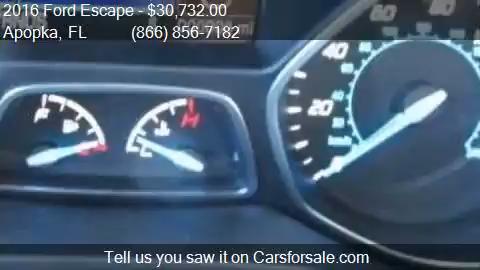 2016 Ford Escape - $30,732.00
Apopka, FL (866) 856-7182
40
20
H
Tell us you saw it on Carsforsale.com